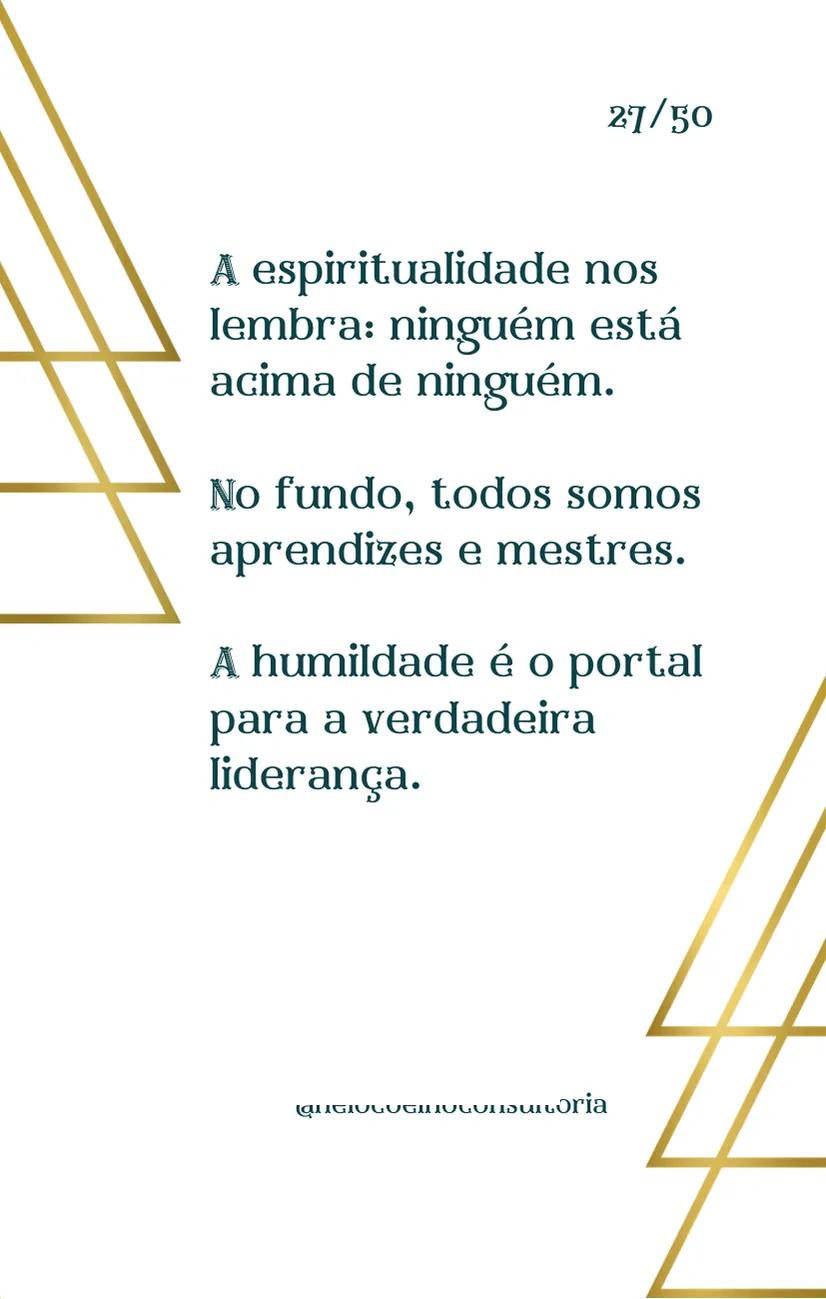 27/50
A espiritualidade nos
lembra: ninguém está
acima de ninguém.
No fundo, todos somos
aprendizes e mestres.
A humildade é o portal
para a verdadeira
liderança.